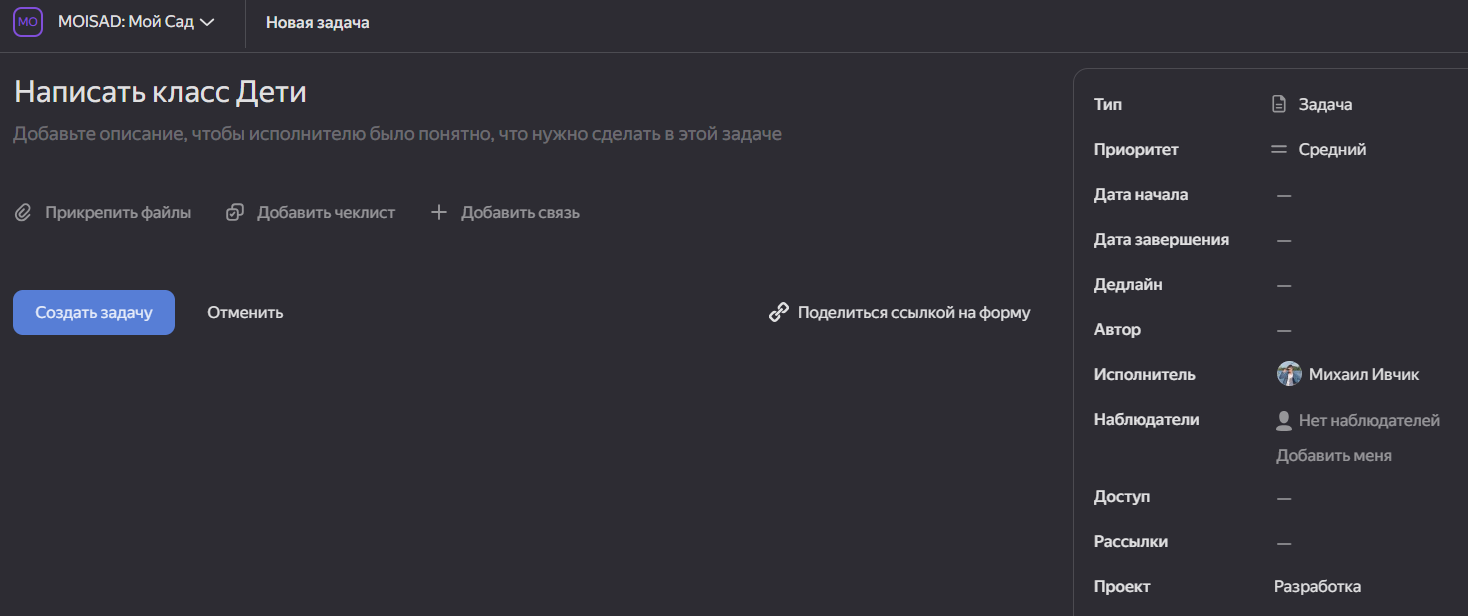 MO MOISAD: Мой Сад Новая задача
Написать класс Дети
Добавьте описание, чтобы исполнителю было понятно, что нужно сделать в этой задаче
Прикрепить файлы Добавить чеклист Добавить связь
Создать задачу Отменить Поделиться ссылкой на форму
Тип Задача
Приоритет Средний
Дата начала —
Дата завершения —
Дедлайн —
Автор —
Исполнитель Михаил Ивчик
Наблюдатели Нет наблюдателей
Добавить меня
Доступ —
Рассылки —
Проект Разработка